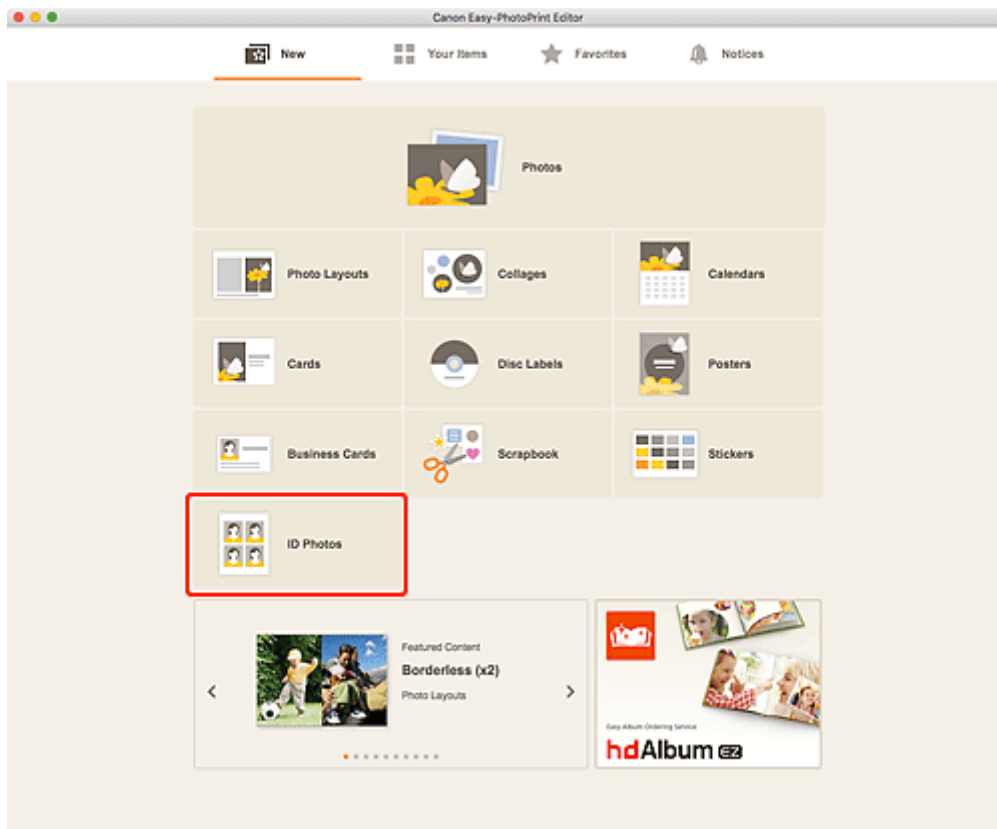 Canon Easy-PhotoPrint Editor
New Your Items Favorites Notices
Photos
Photo Layouts Collages Calendars
Cards Disc Labels Posters
Business Cards Scrapbook Stickers
ID Photos
Featured Content
Borderless (x2)
Photo Layouts
Easy Album Ordering Service
hdAlbum EZ